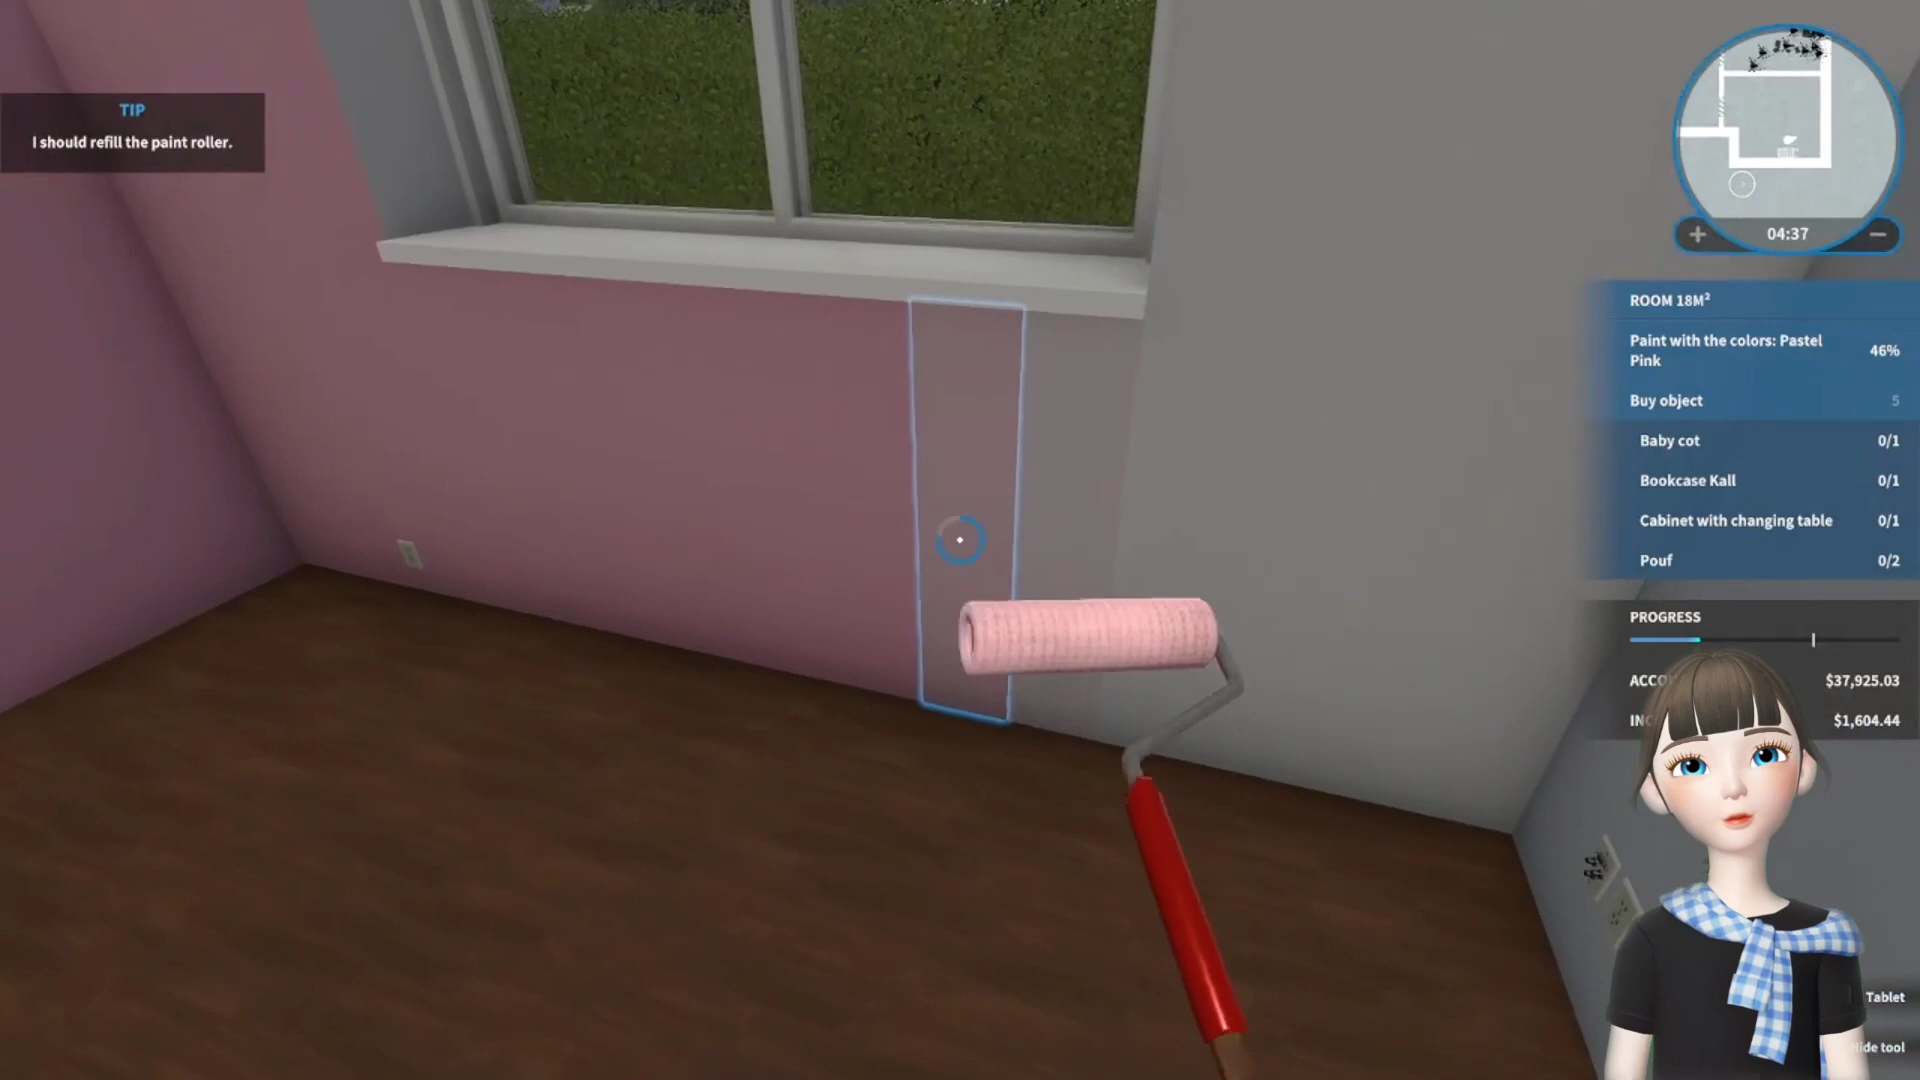 TIP
I should refill the paint roller.
04:37
ROOM 18M²
Paint with the colors: Pastel
Pink
46%
Buy object 5
Baby cot 0/1
Bookcase Kall 0/1
Cabinet with changing table 0/1
Pouf 0/2
PROGRESS
$37,925.03
$1,604.44
Tablet
tool